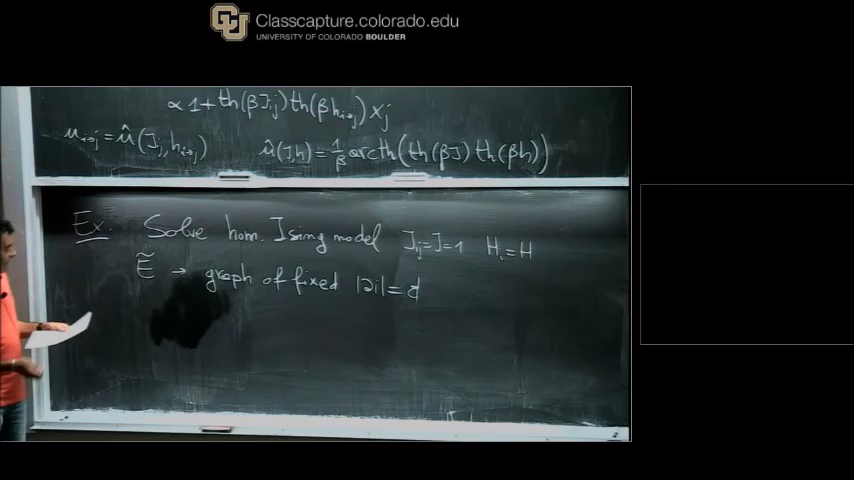 CU
Classcapture.colorado.edu
UNIVERSITY OF COLORADO BOULDER
∝ 1 + th(βJ_ij) th(βh_i→j) x_j
u_i→j = û(J_ij, h_i→j) û(J,h) = 1/β arcth(th(βJ) th(βh))
Ex. Solve hom. Ising model J_ij = J = 1 H_i = H
Ẽ → graph of fixed |∂i| = d